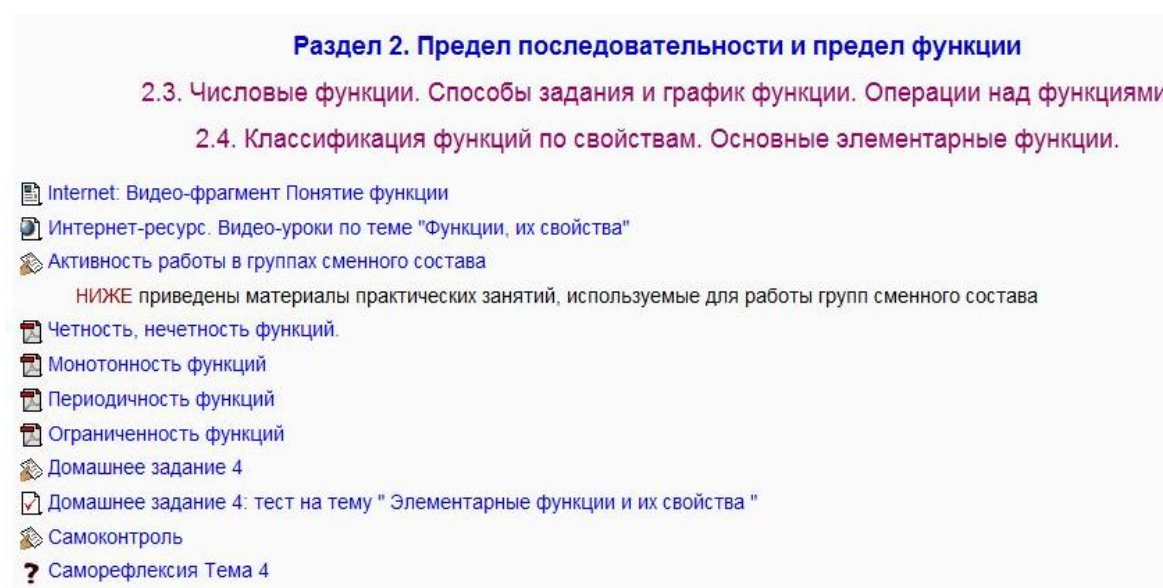 Раздел 2. Предел последовательности и предел функции
2.3. Числовые функции. Способы задания и график функции. Операции над функциями
2.4. Классификация функций по свойствам. Основные элементарные функции.
Internet: Видео-фрагмент Понятие функции
Интернет-ресурс. Видео-уроки по теме "Функции, их свойства"
Активность работы в группах сменного состава
НИЖЕ приведены материалы практических занятий, используемые для работы групп сменного состава
Четность, нечетность функций.
Монотонность функций
Периодичность функций
Ограниченность функций
Домашнее задание 4
Домашнее задание 4: тест на тему " Элементарные функции и их свойства "
Самоконтроль
Саморефлексия Тема 4